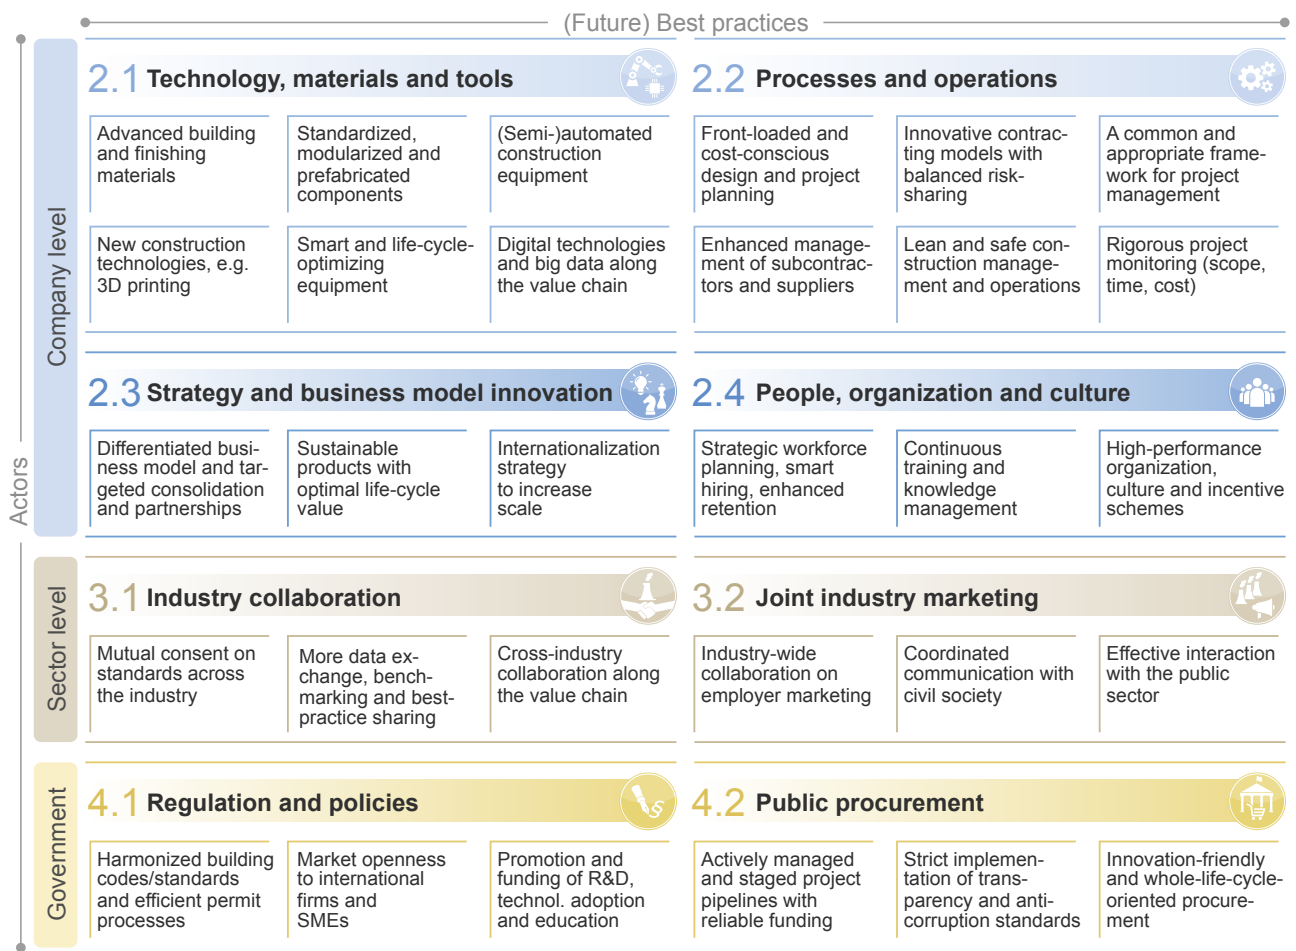 (Future) Best practices
Actors
Company level
2.1 Technology, materials and tools
Advanced building
and finishing
materials
Standardized,
modularized and
prefabricated
components
(Semi-)automated
construction
equipment
New construction
technologies, e.g.
3D printing
Smart and life-cycle-
optimizing
equipment
Digital technologies
and big data along
the value chain
2.2 Processes and operations
Front-loaded and
cost-conscious
design and project
planning
Innovative contrac-
ting models with
balanced risk-
sharing
A common and
appropriate frame-
work for project
management
Enhanced manage-
ment of subcontrac-
tors and suppliers
Lean and safe con-
struction manage-
ment and operations
Rigorous project
monitoring (scope,
time, cost)
2.3 Strategy and business model innovation
Differentiated busi-
ness model and tar-
geted consolidation
and partnerships
Sustainable
products with
optimal life-cycle
value
Internationalization
strategy
to increase
scale
2.4 People, organization and culture
Strategic workforce
planning, smart
hiring, enhanced
retention
Continuous
training and
knowledge
management
High-performance
organization,
culture and incentive
schemes
Sector level
3.1 Industry collaboration
Mutual consent on
standards across
the industry
More data ex-
change, bench-
marking and best-
practice sharing
Cross-industry
collaboration along
the value chain
3.2 Joint industry marketing
Industry-wide
collaboration on
employer marketing
Coordinated
communication with
civil society
Effective interaction
with the public
sector
Government
4.1 Regulation and policies
Harmonized building
codes/standards
and efficient permit
processes
Market openness
to international
firms and
SMEs
Promotion and
funding of R&D,
technol. adoption
and education
§
4.2 Public procurement
Actively managed
and staged project
pipelines with
reliable funding
Strict implemen-
tation of trans-
parency and anti-
corruption standards
Innovation-friendly
and whole-life-cycle-
oriented procure-
ment